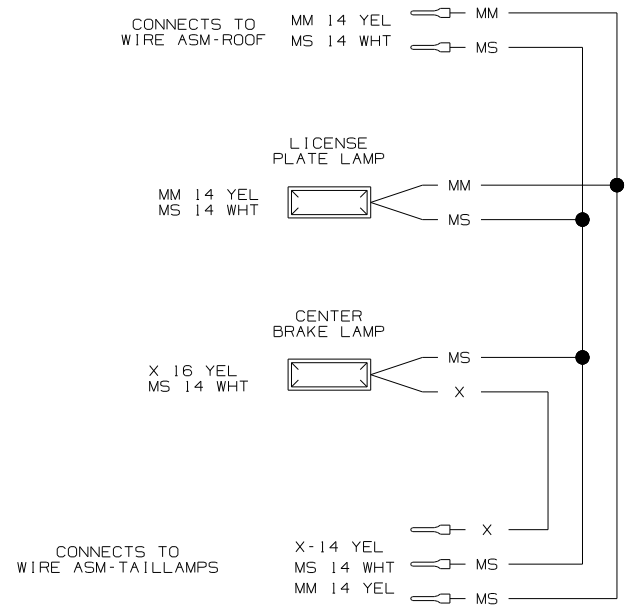 CONNECTS TO
WIRE ASM-ROOF
MM 14 YEL
MS 14 WHT
MM
MS
LICENSE
PLATE LAMP
MM 14 YEL
MS 14 WHT
MM
MS
CENTER
BRAKE LAMP
X 16 YEL
MS 14 WHT
MS
X
CONNECTS TO
WIRE ASM-TAILLAMPS
X-14 YEL
MS 14 WHT
MM 14 YEL
X
MS
MS